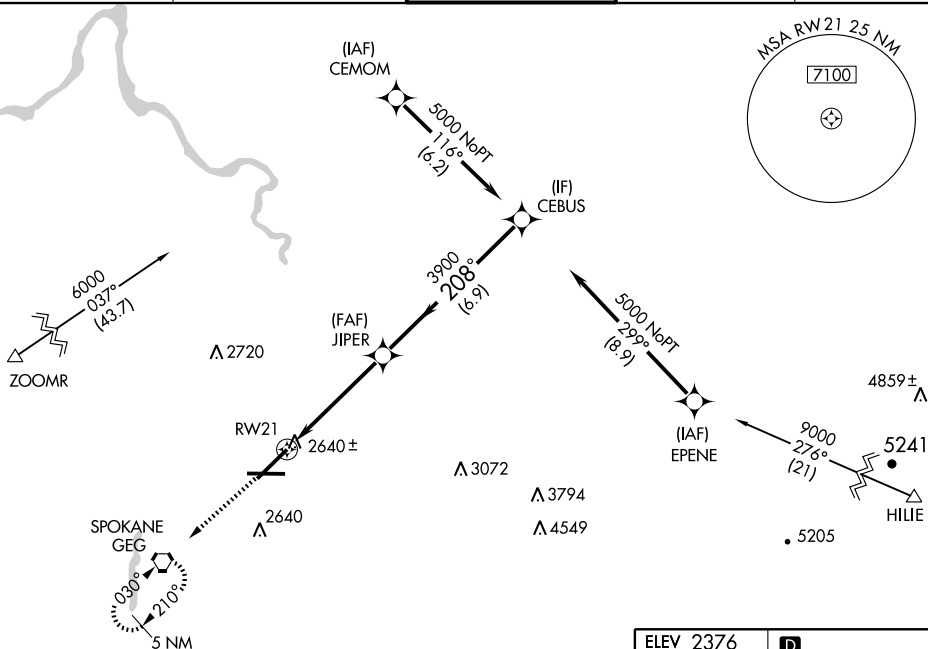 MSA RW21 25 NM
7100
(IAF)
CEMOM
5000 NoPT
116°
(6.2)
(IF)
CEBUS
3900
208°
(6.9)
6000
037°
(43.7)
ZOOMR
(FAF)
JIPER
2720
5000 NoPT
299°
(8.9)
4859±
(IAF)
EPENE
9000
276°
(21)
5241
HILIE
RW21
2640±
3072
3794
4549
5205
2640
SPOKANE
GEG
030°
210°
5 NM
ELEV 2376
D